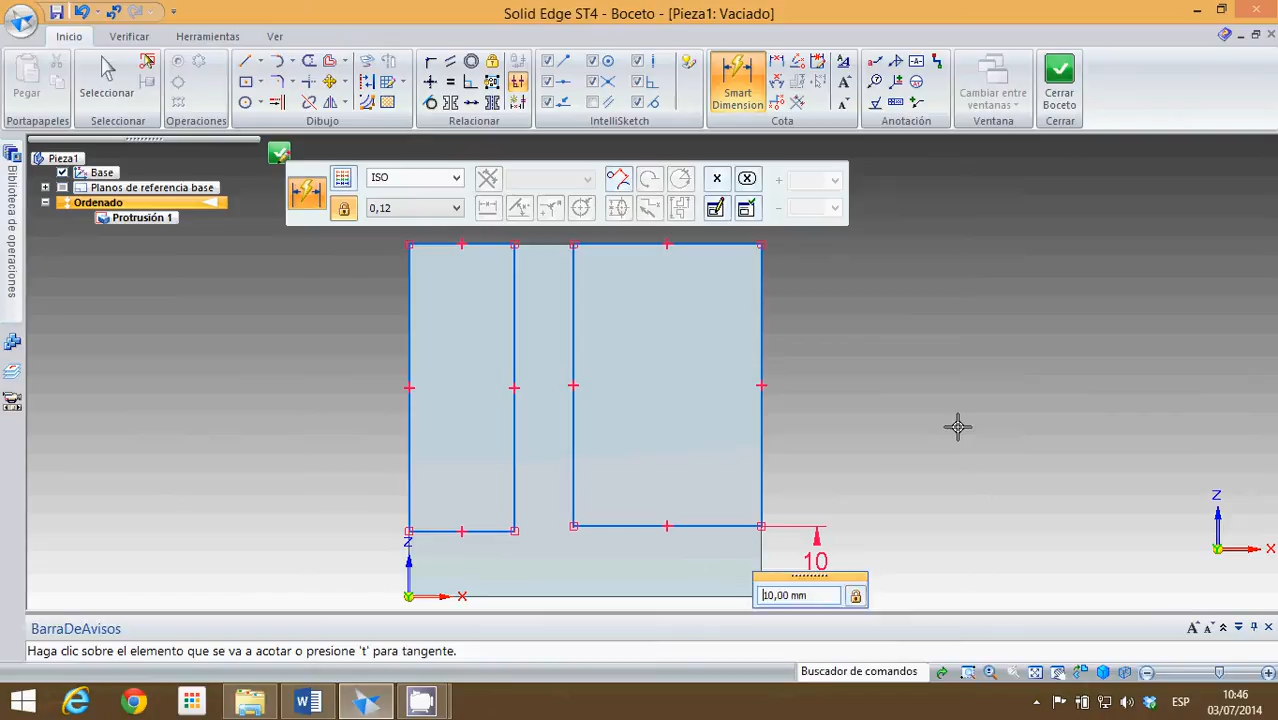 Solid Edge ST4 - Boceto - [Pieza1: Vaciado]
Inicio Verificar Herramientas Ver
Pegar
Seleccionar
Smart
Dimension
Cambiar entre
ventanas
Cerrar
Boceto
Portapapeles Seleccionar Operaciones Dibujo Relacionar IntelliSketch Cota Anotación Ventana Cerrar
Biblioteca de operaciones
Pieza1
Base
Planos de referencia base
Ordenado
Protrusión 1
ISO
0,12
Z
X
10
10,00 mm
Z
X
BarraDeAvisos
Haga clic sobre el elemento que se va a acotar o presione 't' para tangente.
Buscador de comandos
ESP
10:46
03/07/2014